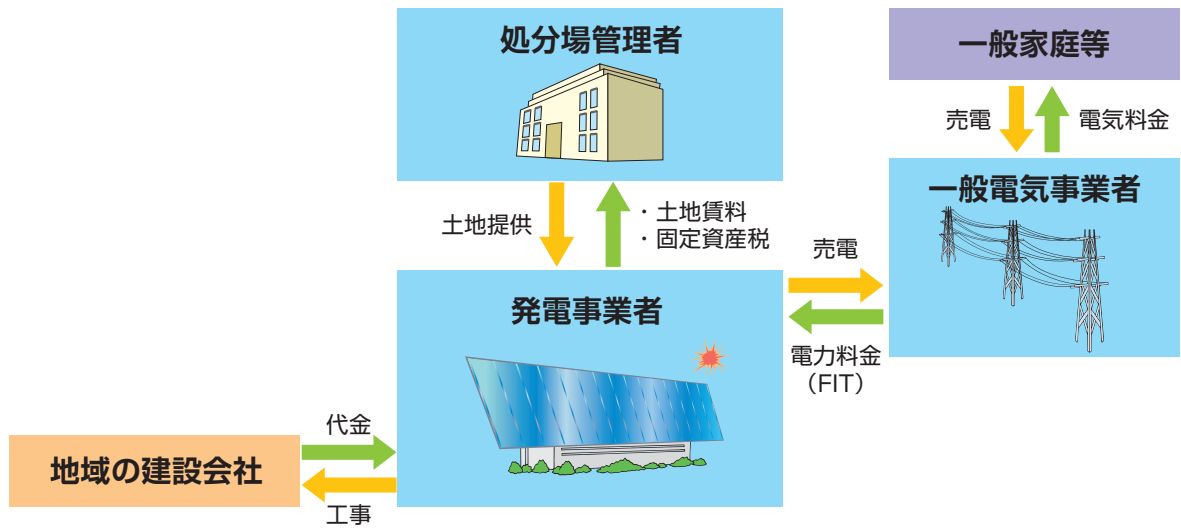 処分場管理者
一般家庭等
売電
電気料金
一般電気事業者
土地提供
・土地賃料
・固定資産税
売電
発電事業者
電力料金
（FIT）
代金
地域の建設会社
工事